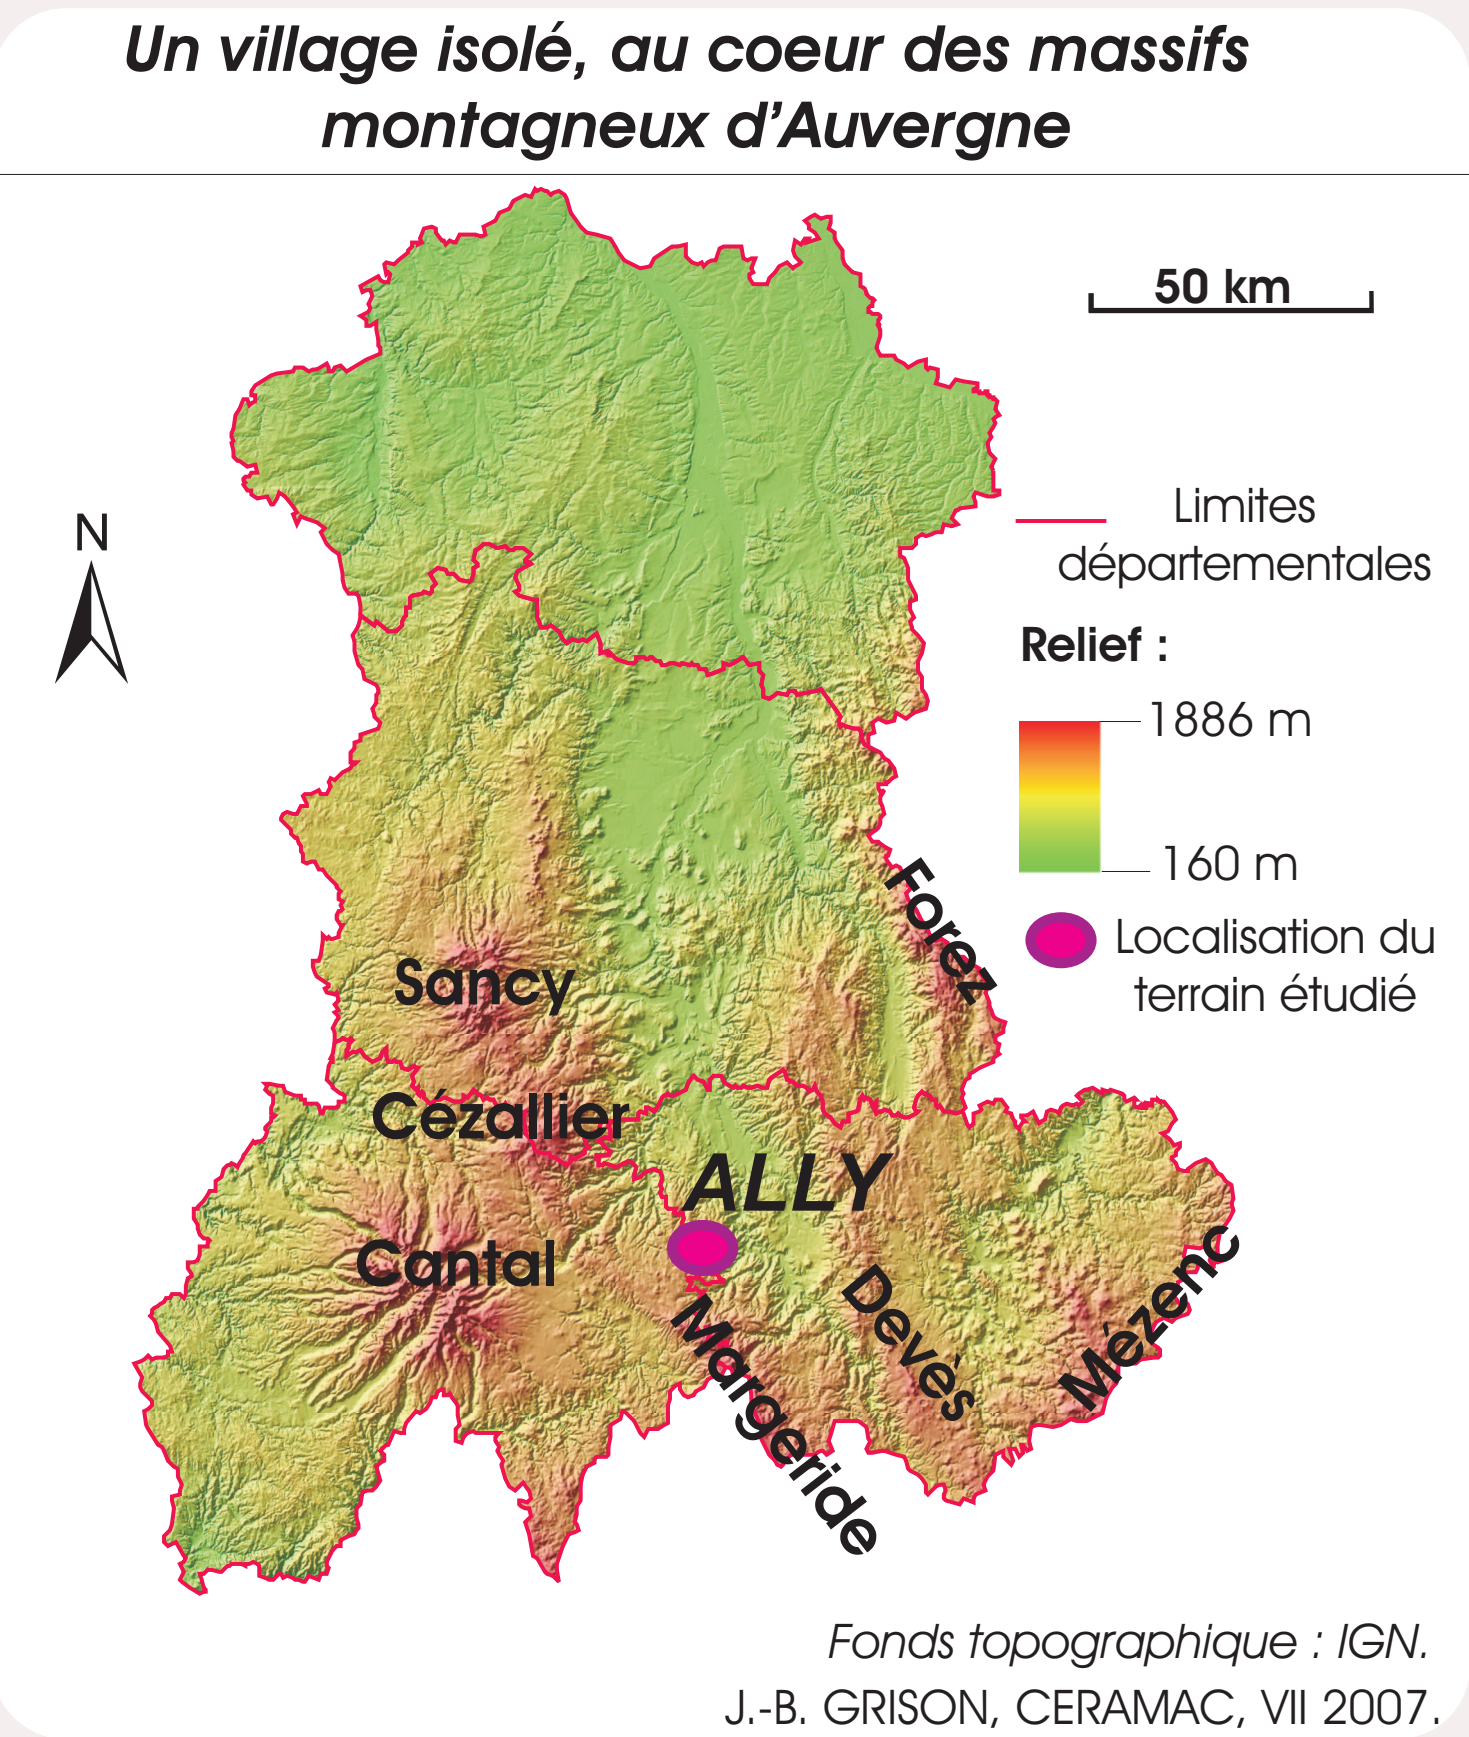 Un village isolé, au coeur des massifs
montagneux d'Auvergne
50 km
N
Limites
départementales
Relief :
1886 m
160 m
Localisation du
terrain étudié
Forez
Sancy
Cézallier
ALLY
Cantal
Margeride
Devès
Mézenc
Fonds topographique : IGN.
J.-B. GRISON, CERAMAC, VII 2007.